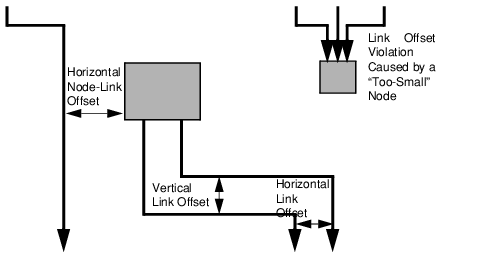 Link Offset
Violation
Caused by a
“Too-Small”
Node
Horizontal
Node-Link
Offset
Vertical
Link Offset
Horizontal
Link
Offset